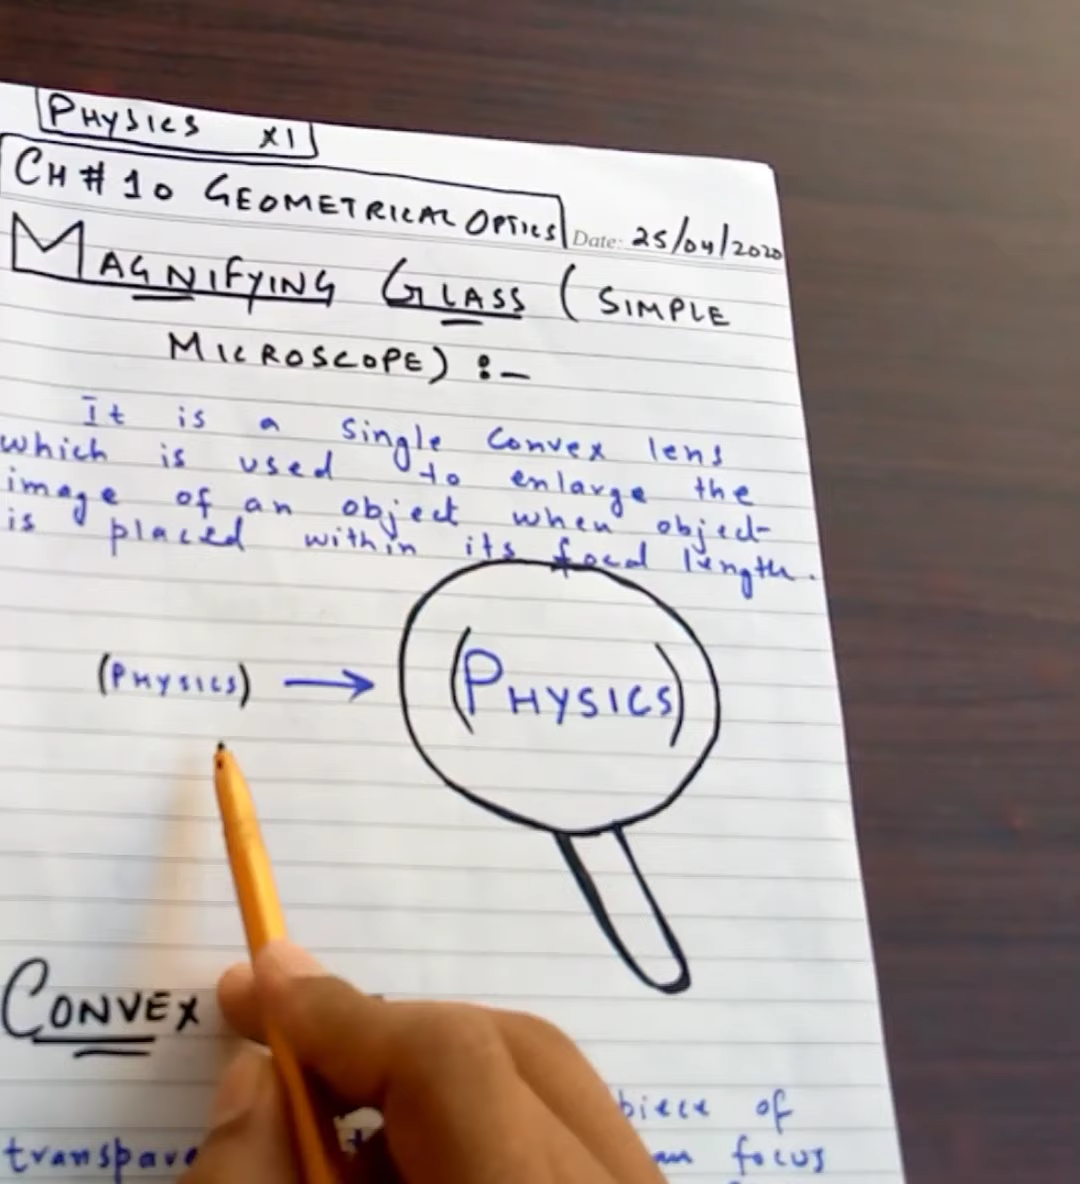 PHYSICS XI
CH # 10 GEOMETRICAL OPTICS
Date: 25/04/2020
MAGNIFYING GLASS (SIMPLE
MICROSCOPE) :-
It is a single convex lens
which is used to enlarge the
image of an object when object
is placed within its focal length.
(PHYSICS) → (PHYSICS)
CONVEX
piece of
focus